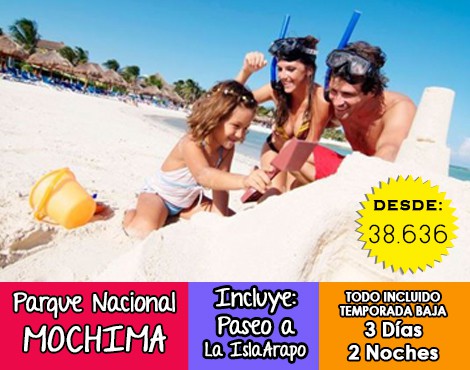 DESDE:
38.636
Parque Nacional
MOCHIMA
Incluye:
Paseo a
La IslaArapo
TODO INCLUIDO
TEMPORADA BAJA
3 Días
2 Noches